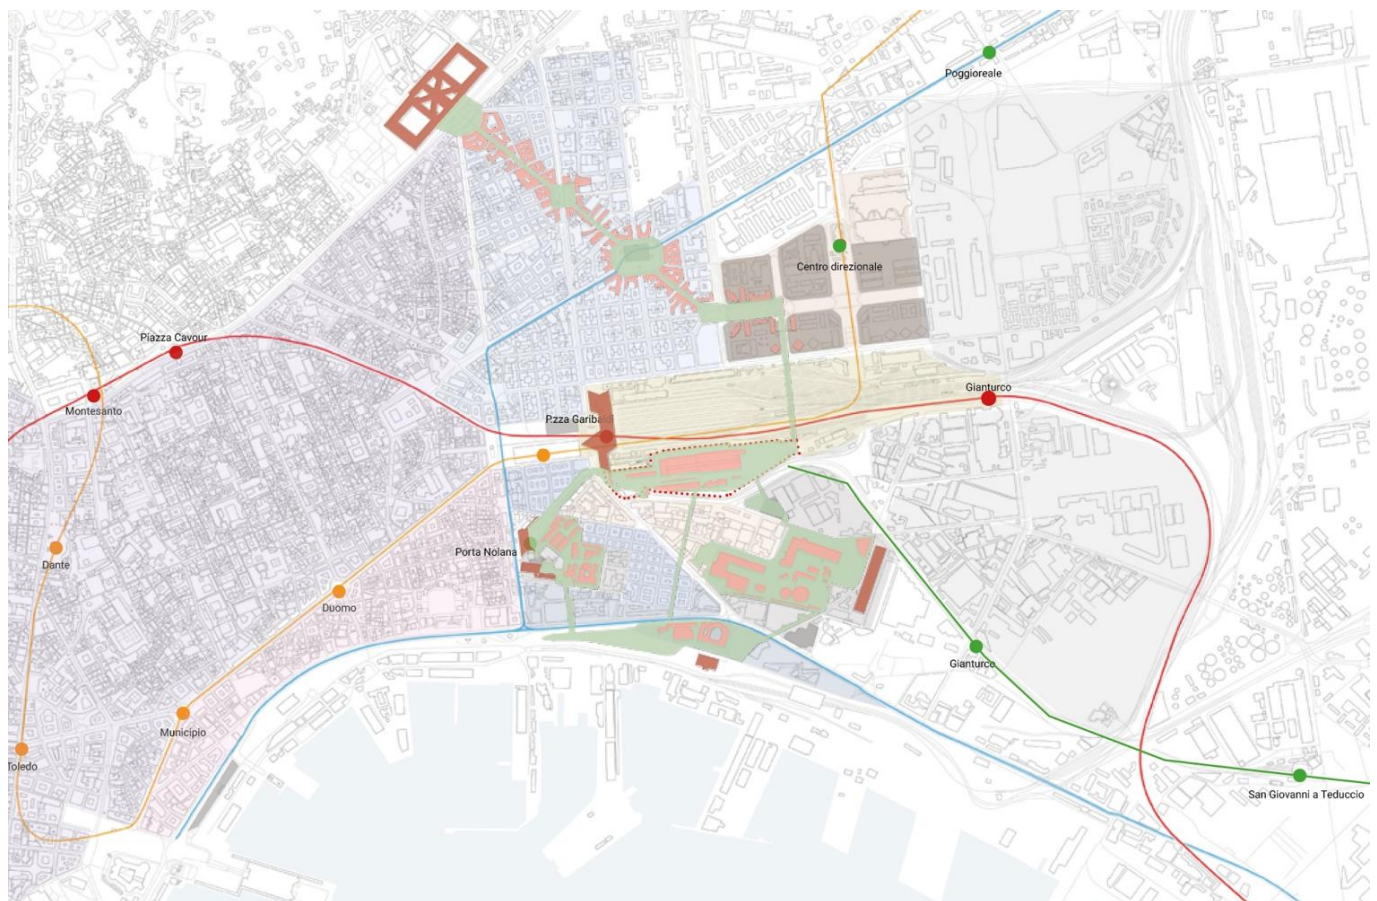 Poggioreale
Centro direzionale
Piazza Cavour
Montesanto
Gianturco
P.zza Garibaldi
Porta Nolana
Dante
Duomo
Gianturco
Municipio
Toledo
San Giovanni a Teduccio